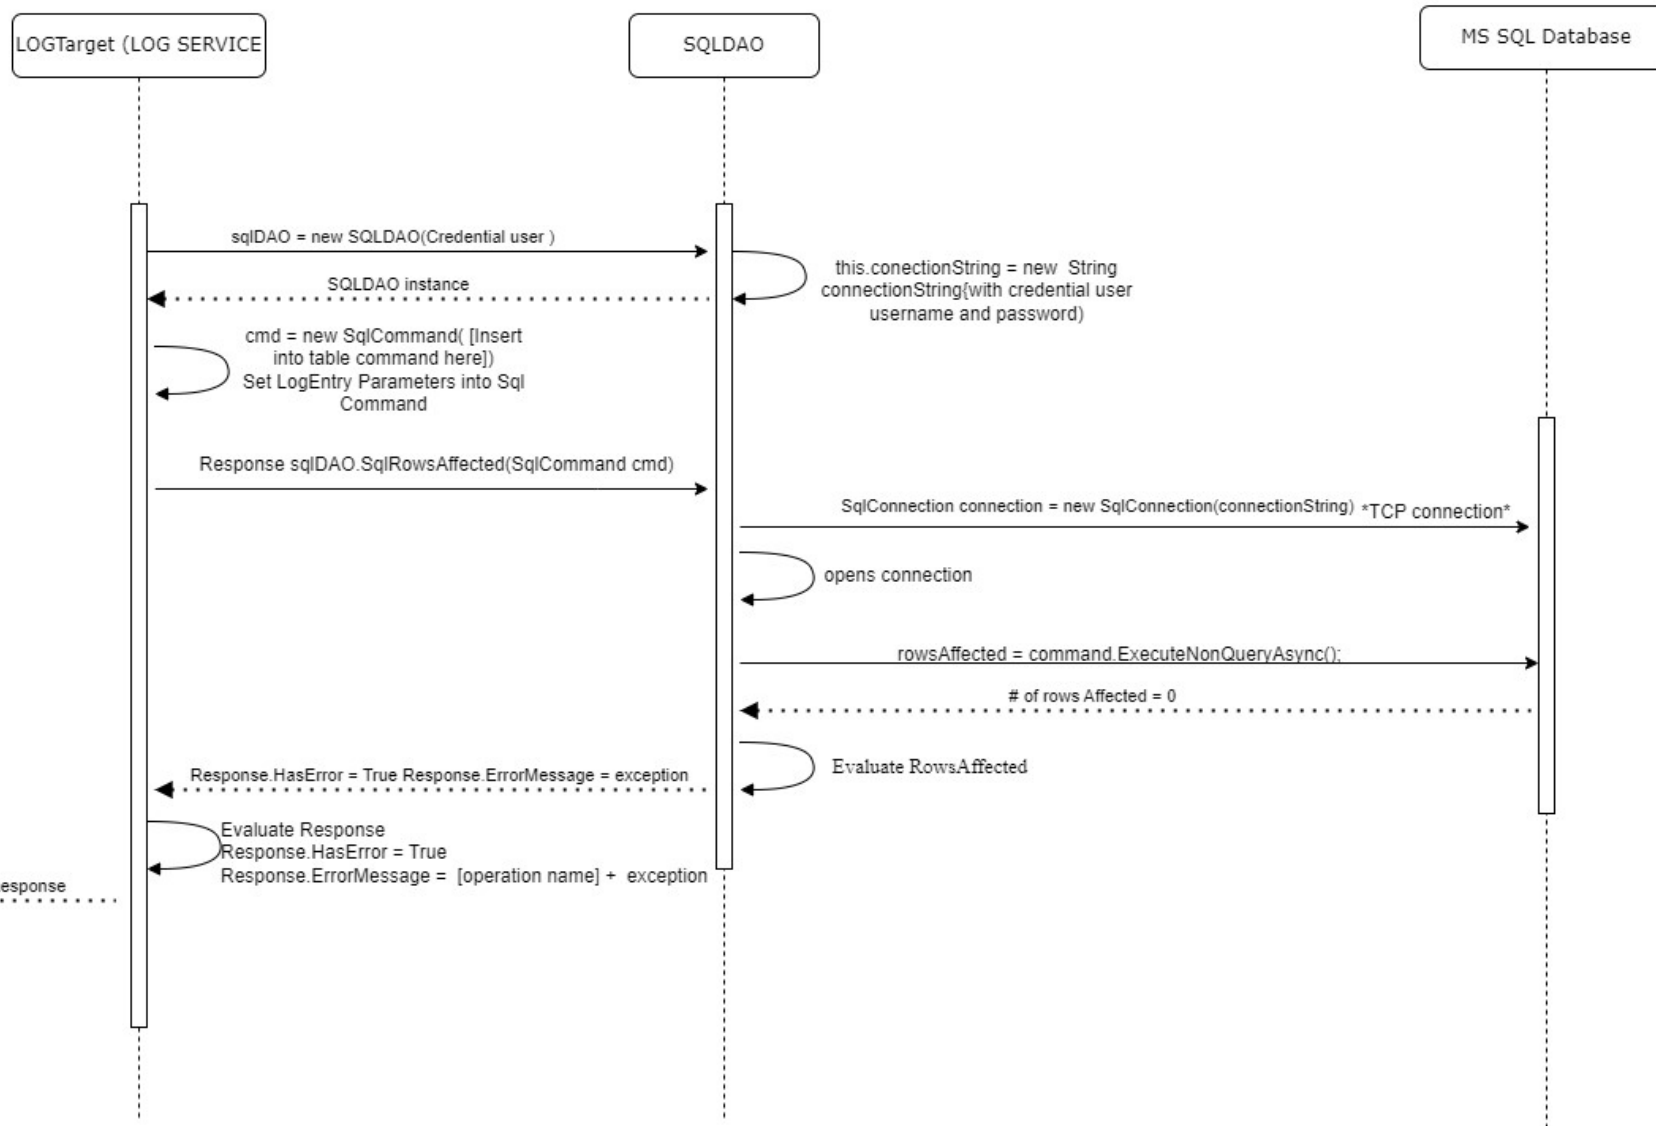 LOGTarget (LOG SERVICE
SQLDAO
MS SQL Database
sqlDAO = new SQLDAO(Credential user )
this.conectionString = new  String
connectionString{with credential user
username and password)
SQLDAO instance
cmd = new SqlCommand( [Insert
into table command here])
Set LogEntry Parameters into Sql
Command
Response sqlDAO.SqlRowsAffected(SqlCommand cmd)
SqlConnection connection = new SqlConnection(connectionString) *TCP connection*
opens connection
rowsAffected = command.ExecuteNonQueryAsync();
# of rows Affected = 0
Evaluate RowsAffected
Response.HasError = True Response.ErrorMessage = exception
Evaluate Response
Response.HasError = True
Response.ErrorMessage =  [operation name] +  exception
esponse